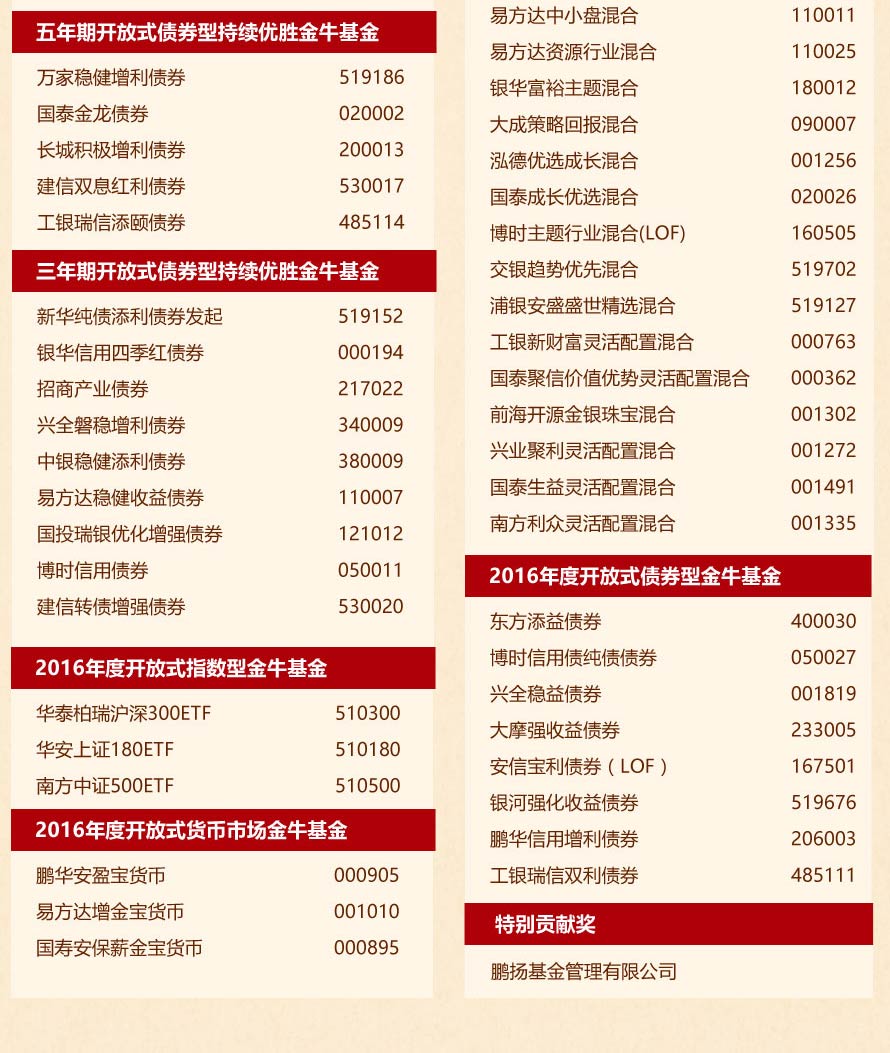 五年期开放式债券型持续优胜金牛基金
万家稳健增利债券 519186
国泰金龙债券 020002
长城积极增利债券 200013
建信双息红利债券 530017
工银瑞信添颐债券 485114
三年期开放式债券型持续优胜金牛基金
新华纯债添利债券发起 519152
银华信用四季红债券 000194
招商产业债券 217022
兴全磐稳增利债券 340009
中银稳健添利债券 380009
易方达稳健收益债券 110007
国投瑞银优化增强债券 121012
博时信用债券 050011
建信转债增强债券 530020
2016年度开放式指数型金牛基金
华泰柏瑞沪深300ETF 510300
华安上证180ETF 510180
南方中证500ETF 510500
2016年度开放式货币市场金牛基金
鹏华安盈宝货币 000905
易方达增金宝货币 001010
国寿安保薪金宝货币 000895
易方达中小盘混合 110011
易方达资源行业混合 110025
银华富裕主题混合 180012
大成策略回报混合 090007
泓德优选成长混合 001256
国泰成长优选混合 020026
博时主题行业混合(LOF) 160505
交银趋势优先混合 519702
浦银安盛盛世精选混合 519127
工银新财富灵活配置混合 000763
国泰聚信价值优势灵活配置混合 000362
前海开源金银珠宝混合 001302
兴业聚利灵活配置混合 001272
国泰生益灵活配置混合 001491
南方利众灵活配置混合 001335
2016年度开放式债券型金牛基金
东方添益债券 400030
博时信用债纯债债券 050027
兴全稳益债券 001819
大摩强收益债券 233005
安信宝利债券（LOF） 167501
银河强化收益债券 519676
鹏华信用增利债券 206003
工银瑞信双利债券 485111
特别贡献奖
鹏扬基金管理有限公司